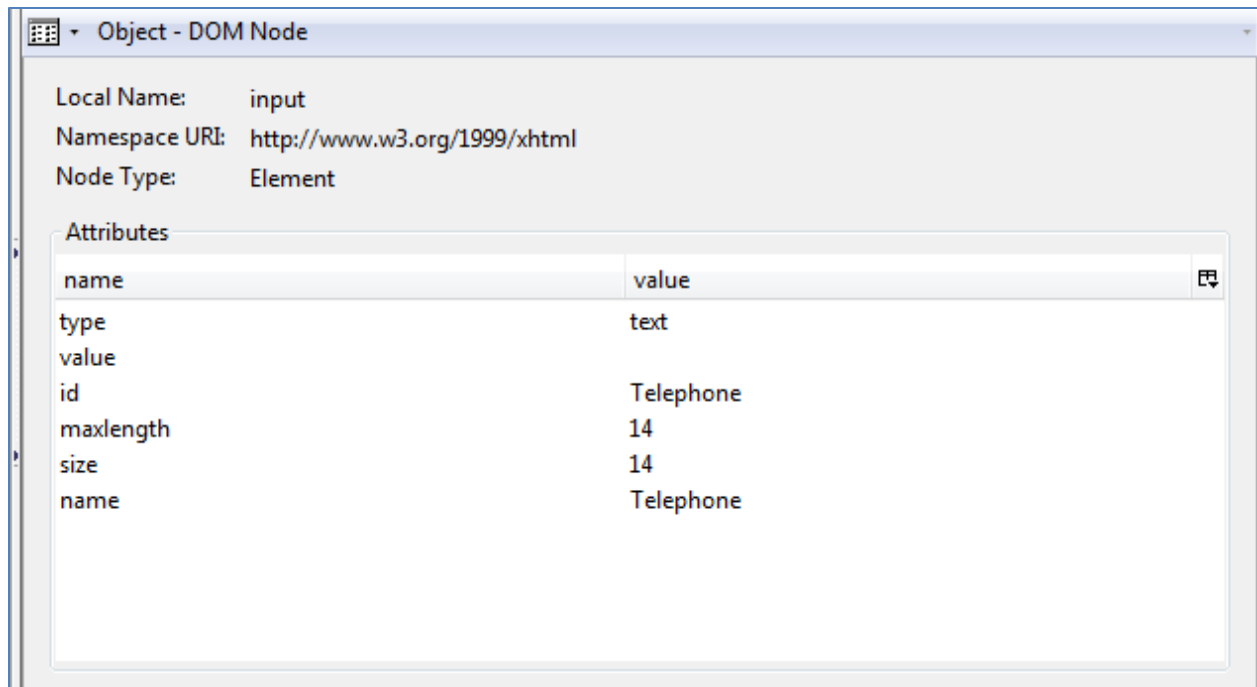 Object - DOM Node
Local Name: input
Namespace URI: http://www.w3.org/1999/xhtml
Node Type: Element
Attributes
name value
type text
value
id Telephone
maxlength 14
size 14
name Telephone